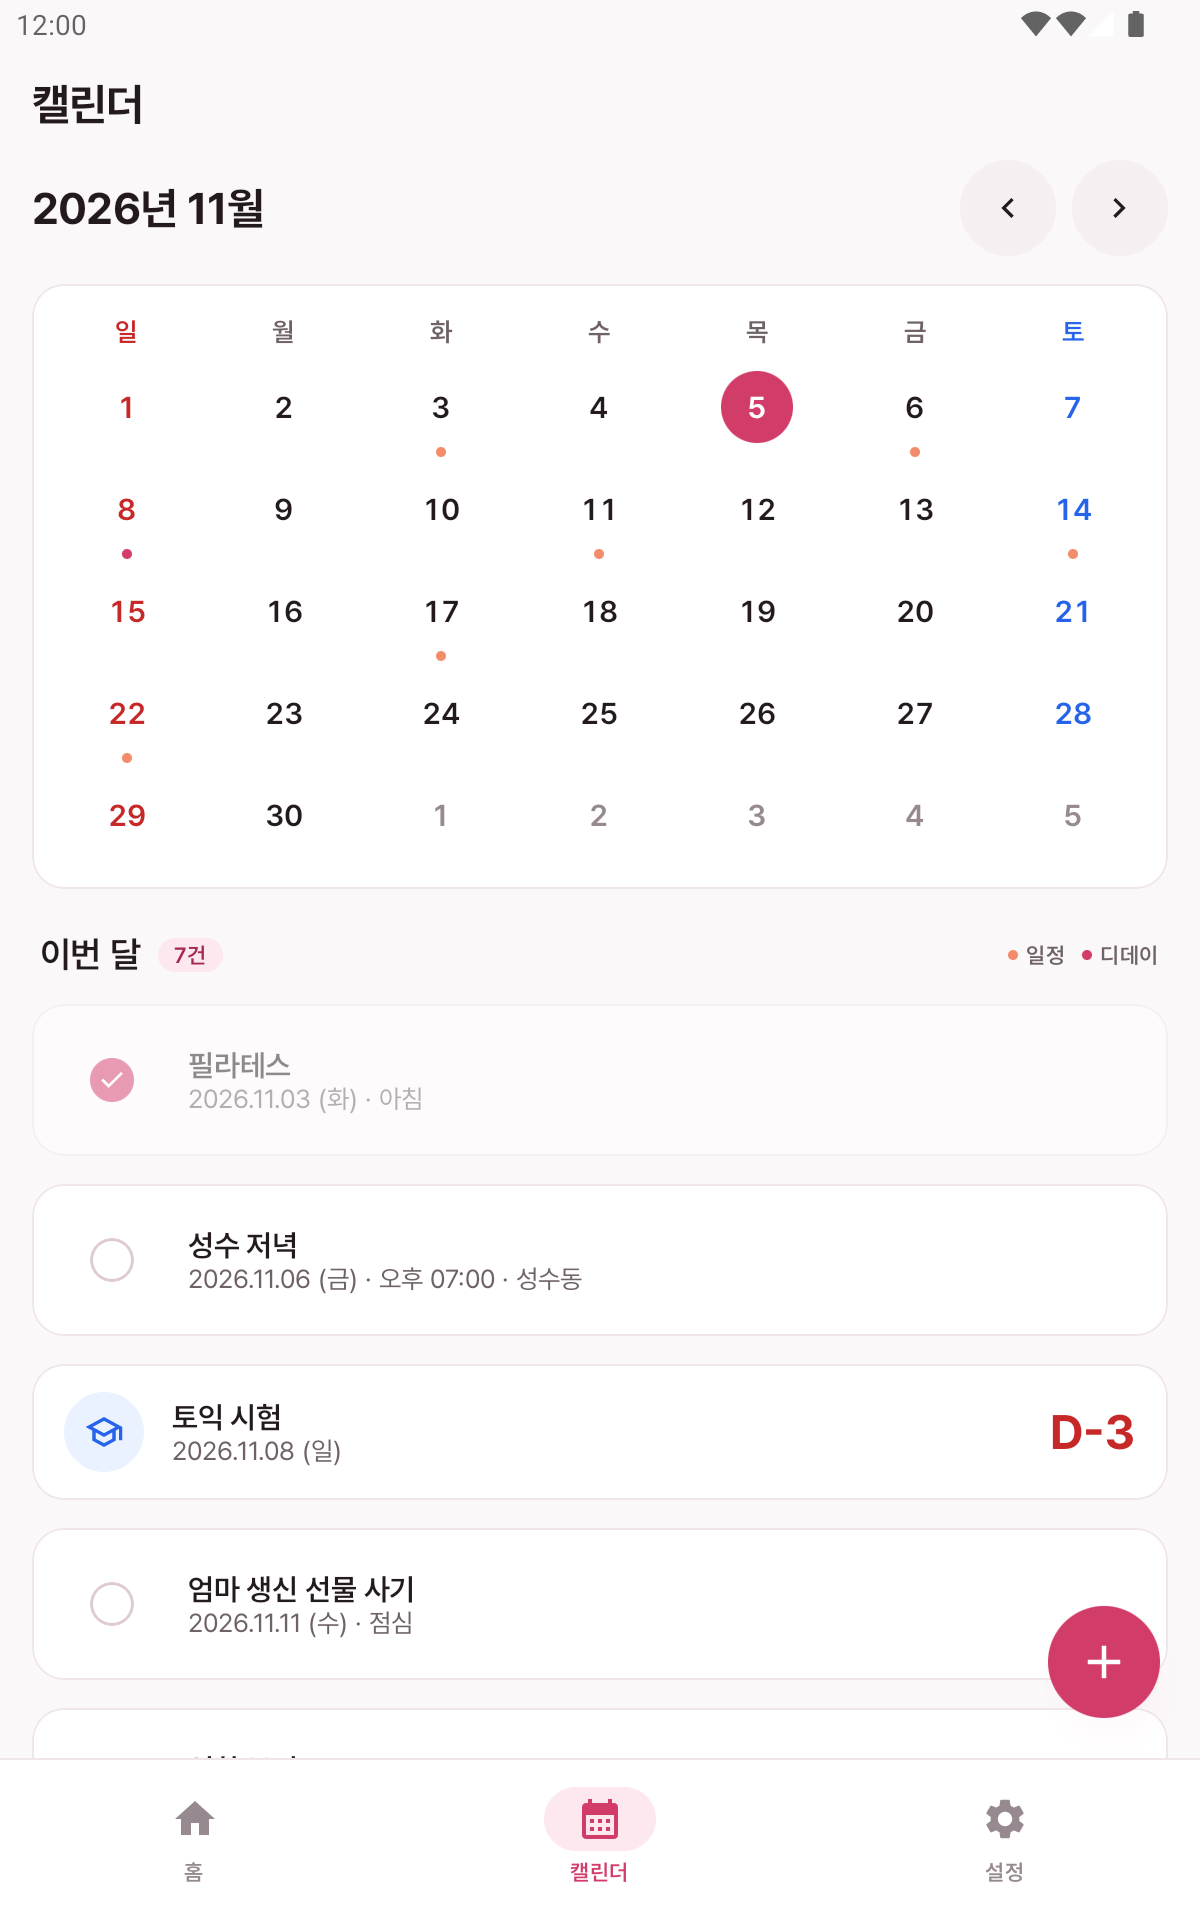 12:00
캘린더
2026년 11월
일 월 화 수 목 금 토
1 2 3 4 5 6 7
8 9 10 11 12 13 14
15 16 17 18 19 20 21
22 23 24 25 26 27 28
29 30 1 2 3 4 5
이번 달 7건 일정 디데이
필라테스
2026.11.03 (화) · 아침
성수 저녁
2026.11.06 (금) · 오후 07:00 · 성수동
토익 시험
2026.11.08 (일)
D-3
엄마 생신 선물 사기
2026.11.11 (수) · 점심
홈 캘린더 설정